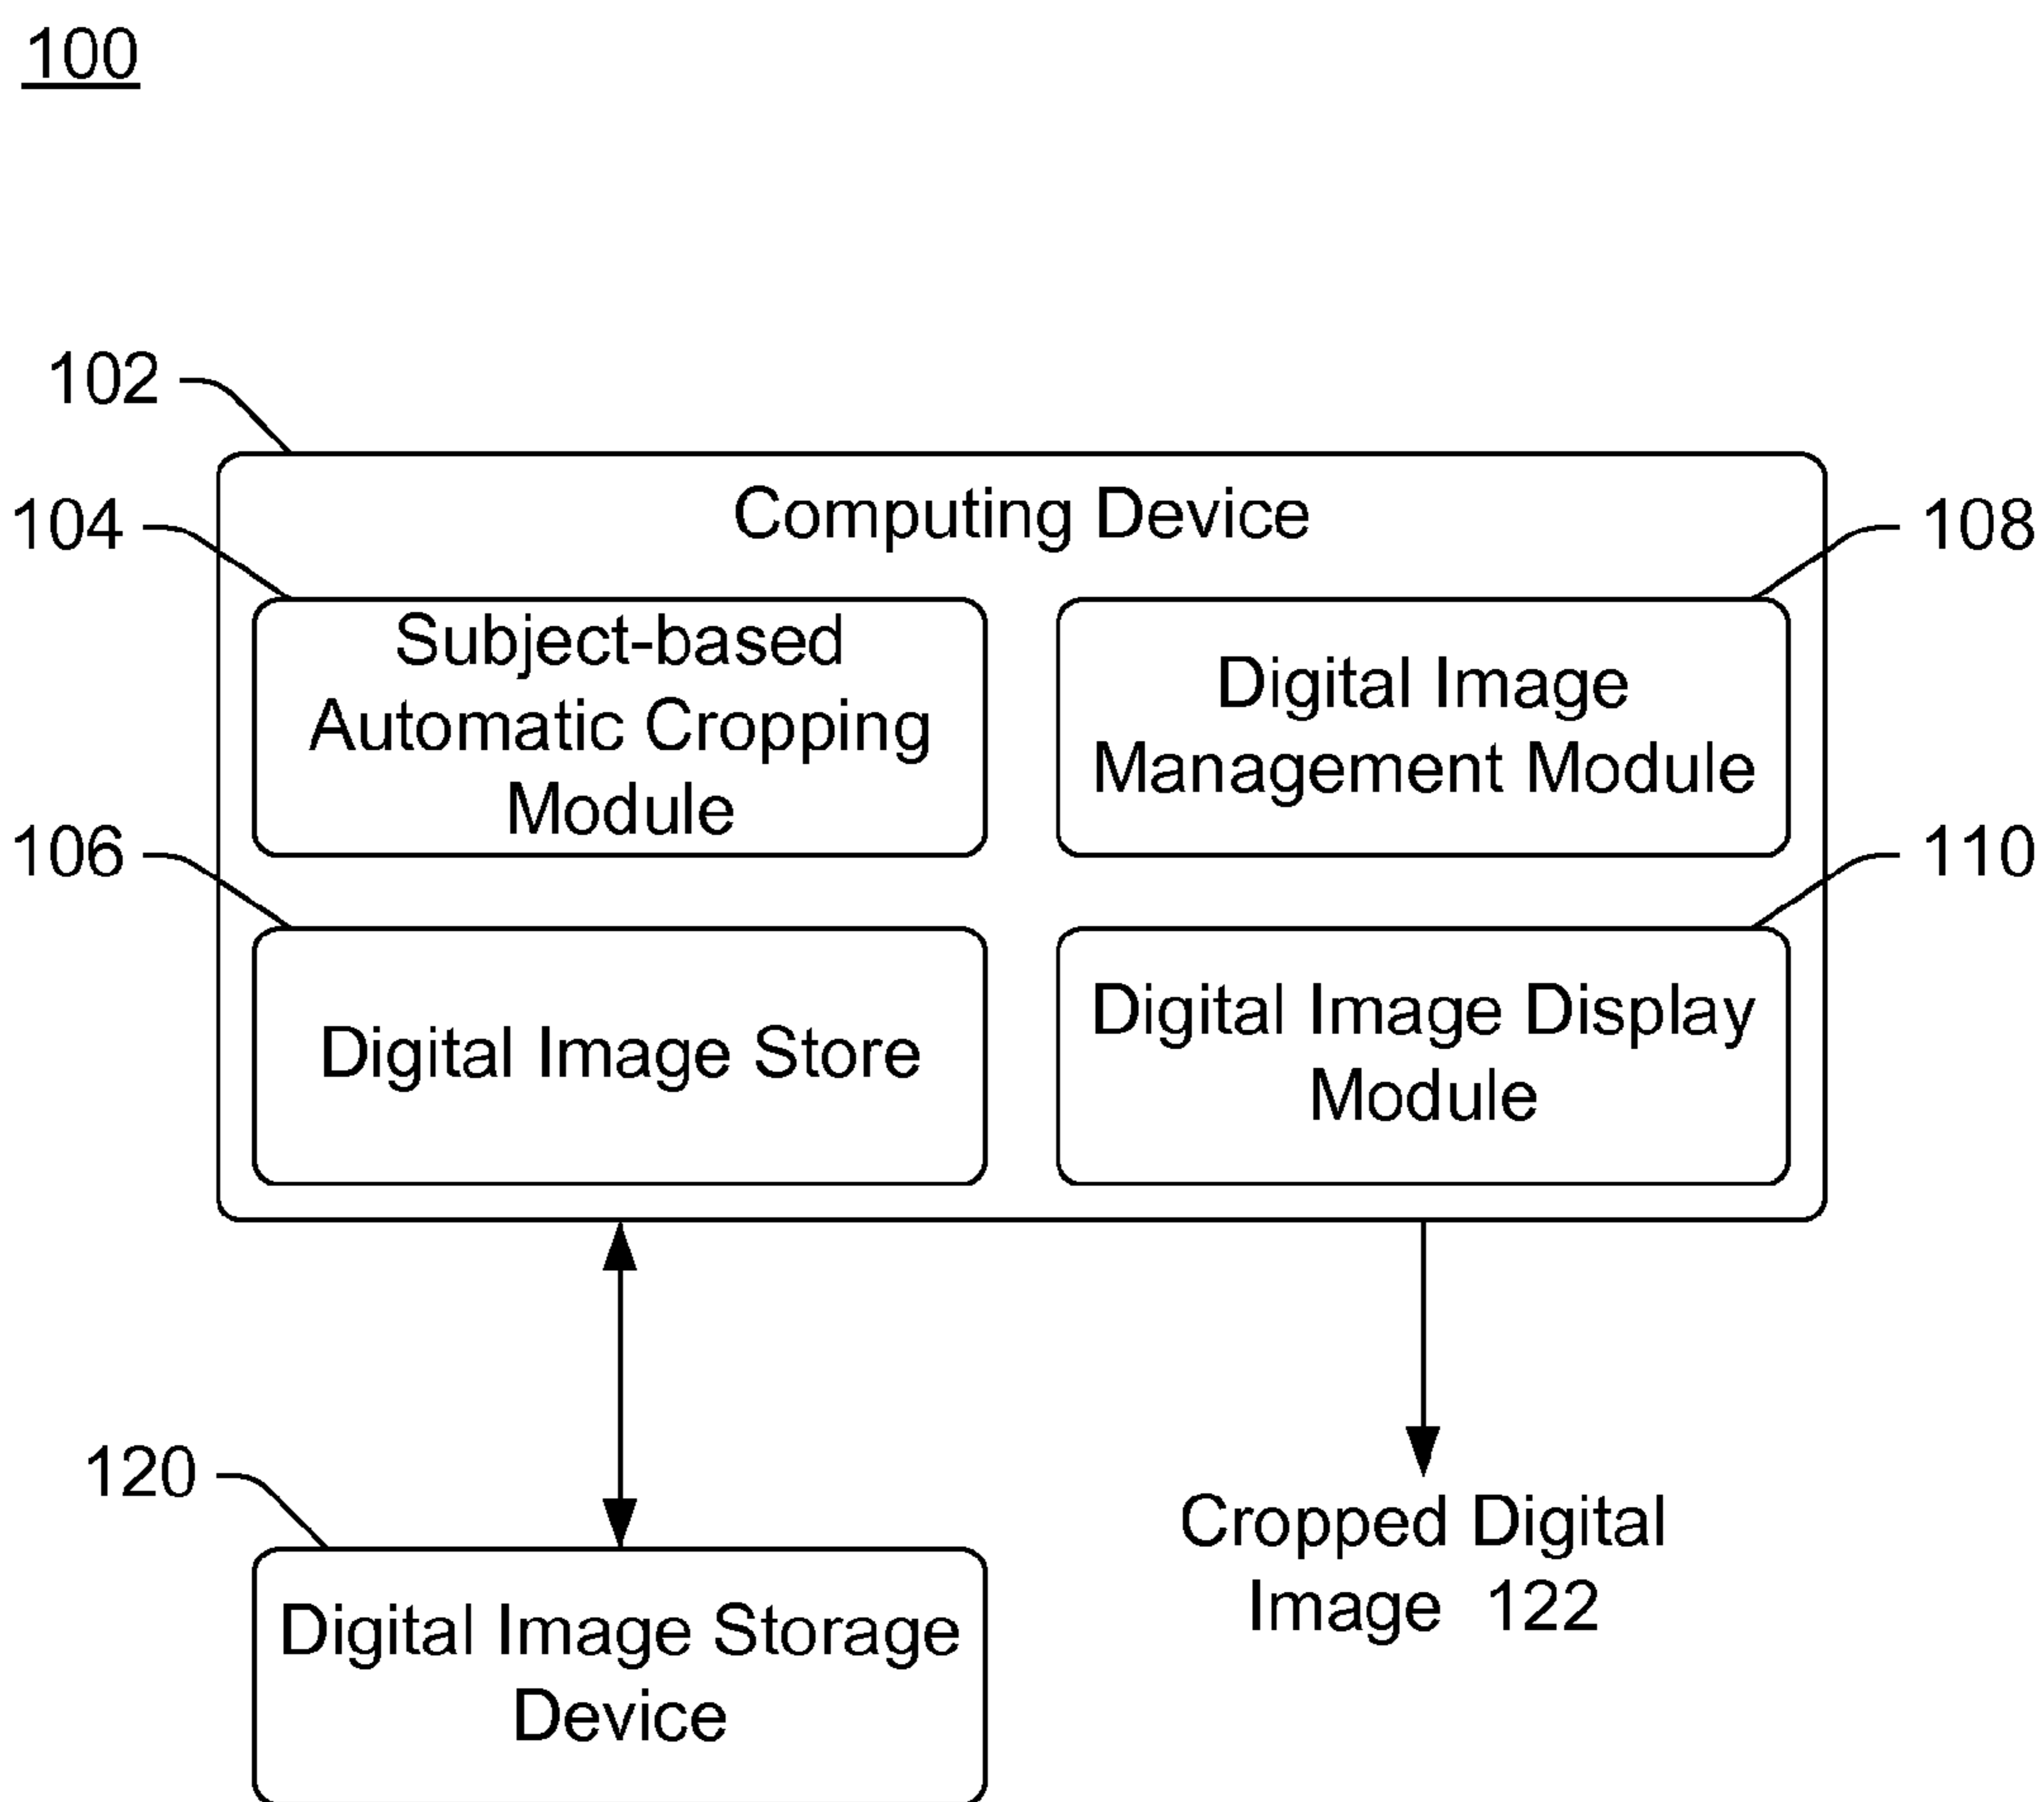 100
102
Computing Device
104
108
Subject-based
Automatic Cropping
Module
Digital Image
Management Module
106
110
Digital Image Store
Digital Image Display
Module
120
Digital Image Storage
Device
Cropped Digital
Image 122